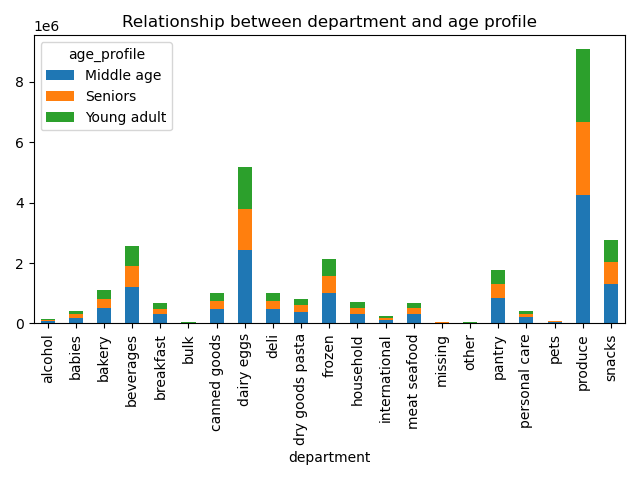 Relationship between department and age profile
1e6
age_profile
Middle age
Seniors
Young adult
8
6
4
2
0
alcohol
babies
bakery
beverages
breakfast
bulk
canned goods
dairy eggs
deli
dry goods pasta
frozen
household
international
meat seafood
missing
other
pantry
personal care
pets
produce
snacks
department